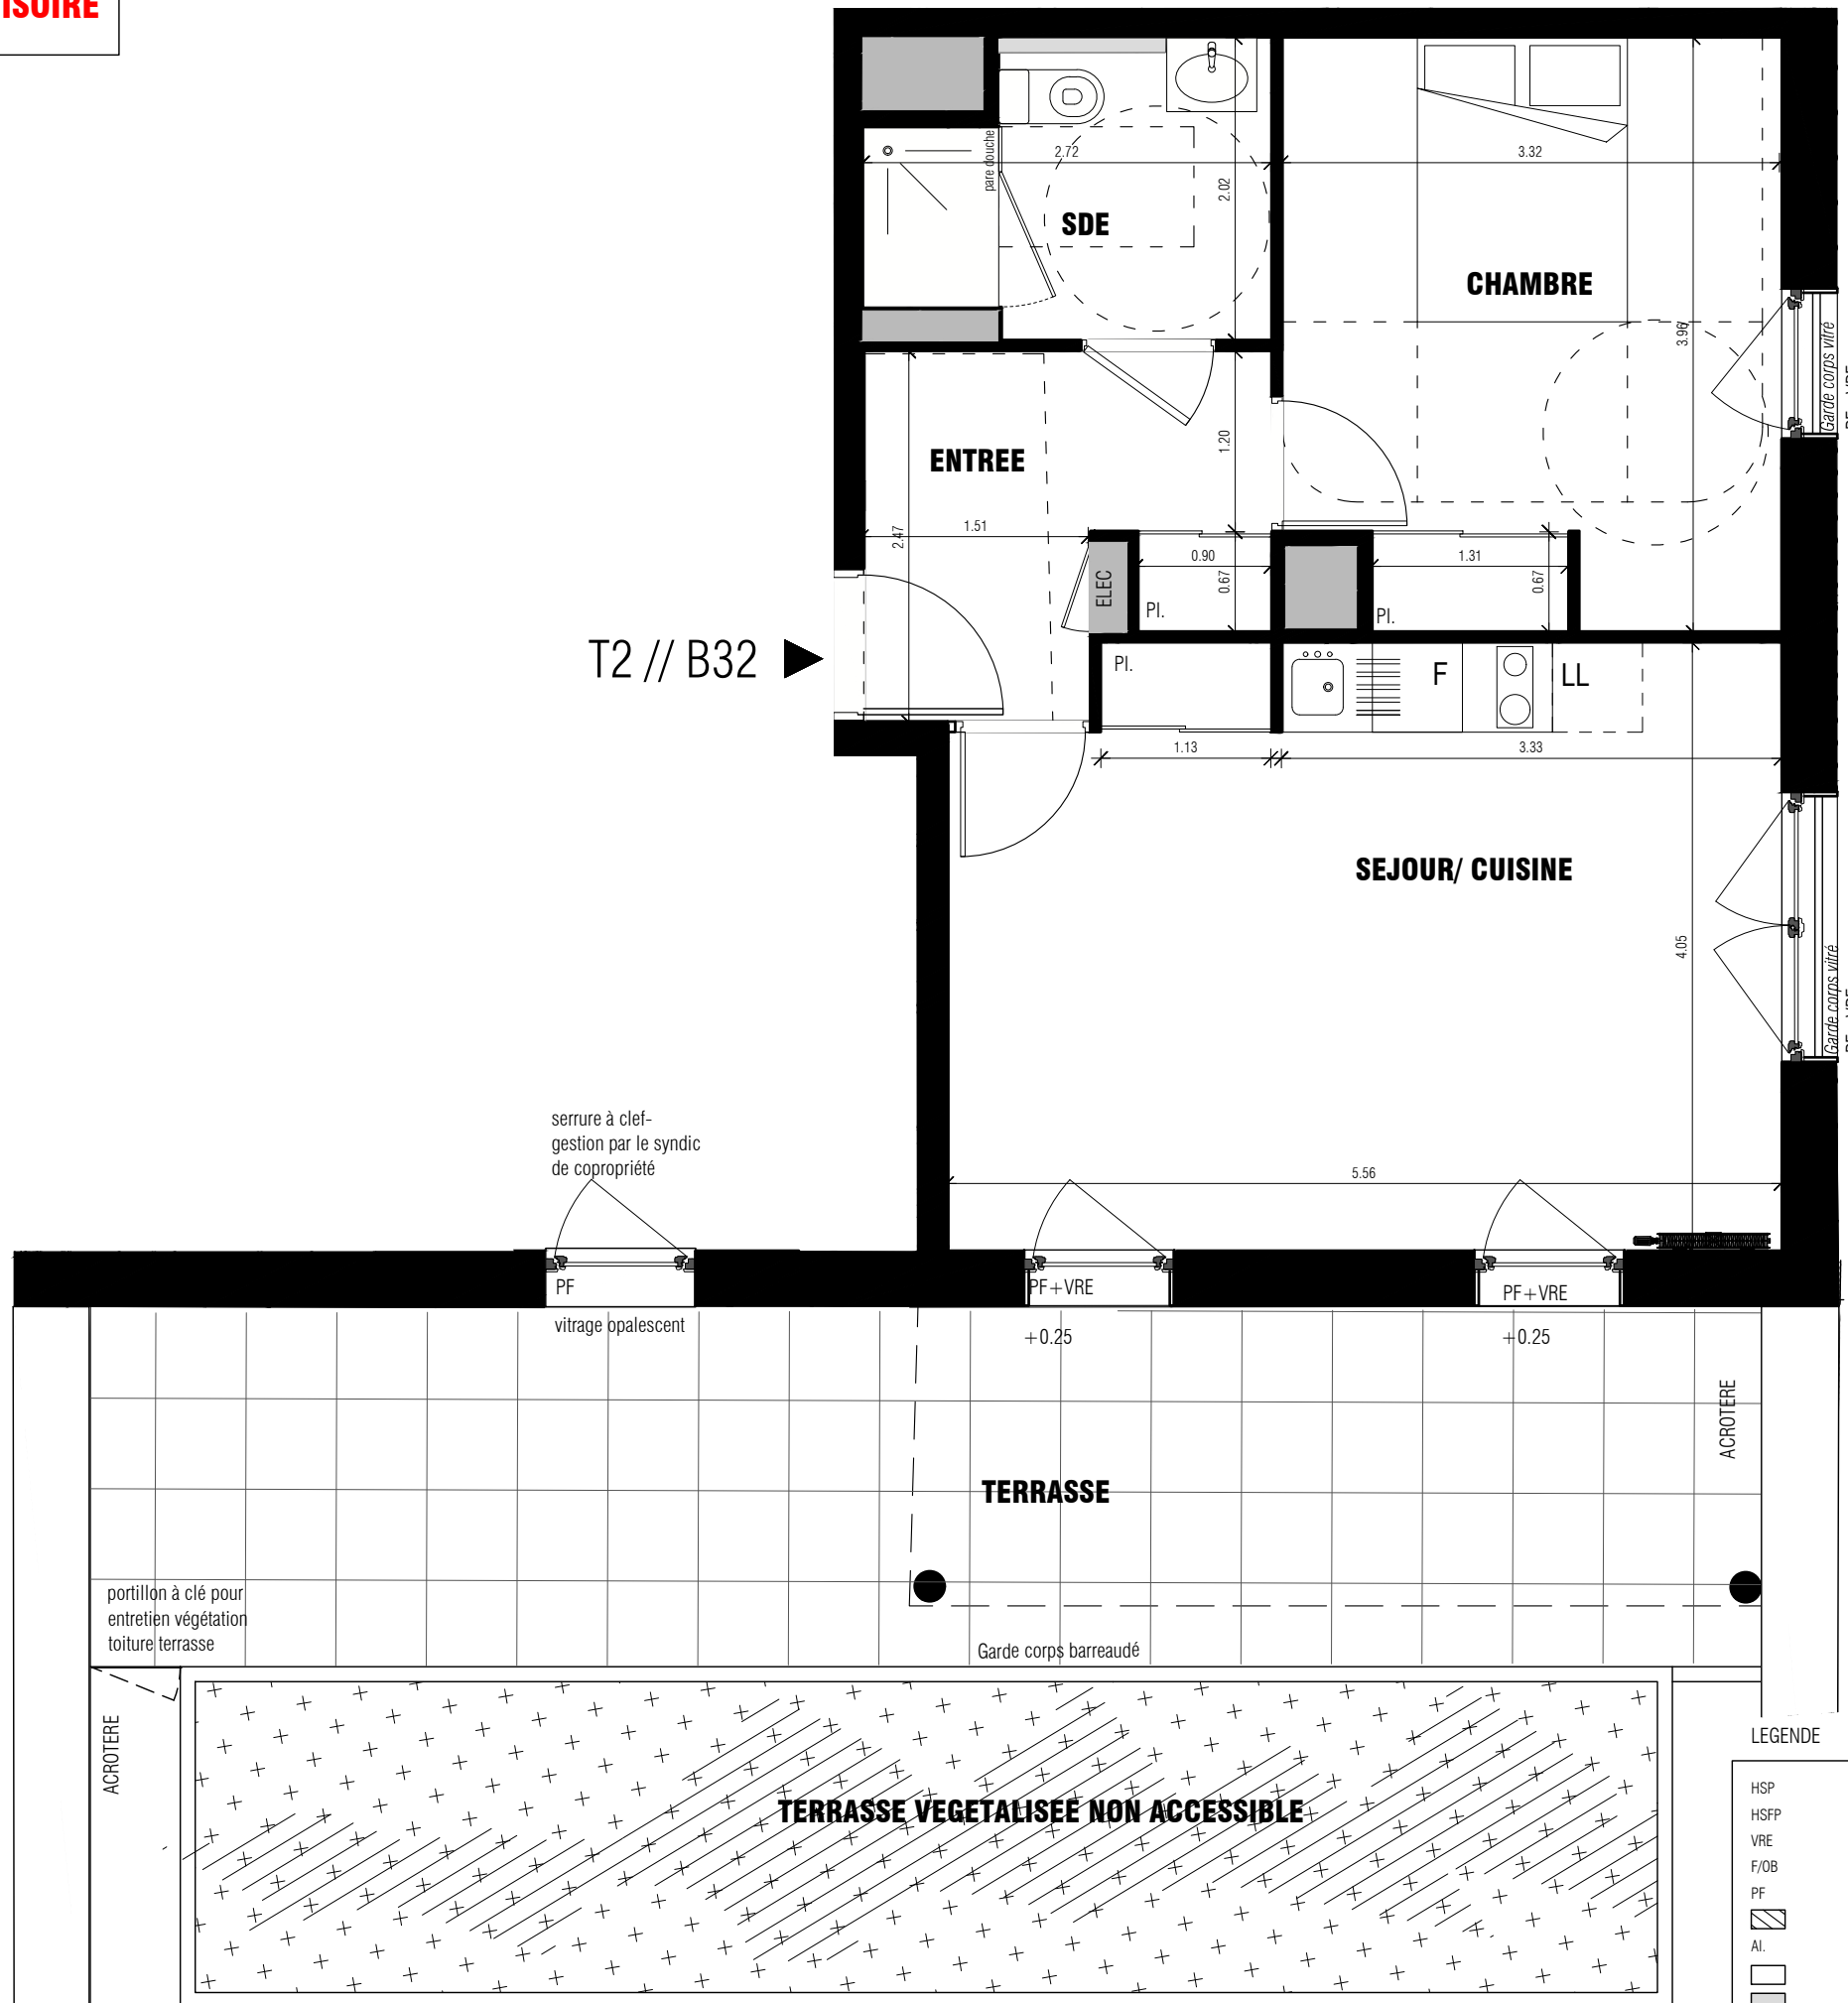 pare douche
2.72
2.02
3.32
SDE
CHAMBRE
3.96
Garde corps vitré
ENTREE
1.20
2.47
1.51
ELEC
0.90
0.67
1.31
0.67
Pl.
Pl.
T2 // B32
Pl.
F
LL
1.13
3.33
SEJOUR/ CUISINE
4.05
Garde corps vitré
serrure à clef-
gestion par le syndic
de copropriété
5.56
PF
PF+VRE
PF+VRE
vitrage opalescent
+0.25
+0.25
ACROTERE
TERRASSE
portillon à clé pour
entretien végétation
toiture terrasse
Garde corps barreaudé
ACROTERE
LEGENDE
HSP
HSFP
VRE
F/OB
PF
AI.
TERRASSE VEGETALISEE NON ACCESSIBLE